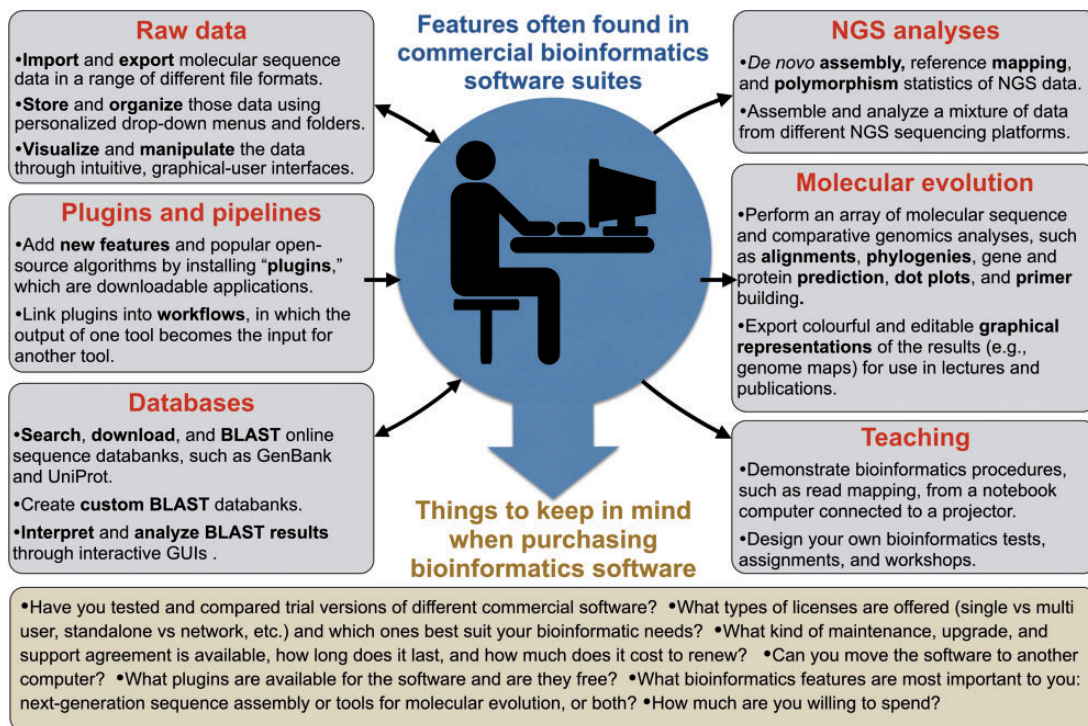 Raw data
•Import and export molecular sequence
data in a range of different file formats.
•Store and organize those data using
personalized drop-down menus and folders.
•Visualize and manipulate the data
through intuitive, graphical-user interfaces.
Plugins and pipelines
•Add new features and popular open-
source algorithms by installing “plugins,”
which are downloadable applications.
•Link plugins into workflows, in which the
output of one tool becomes the input for
another tool.
Databases
•Search, download, and BLAST online
sequence databanks, such as GenBank
and UniProt.
•Create custom BLAST databanks.
•Interpret and analyze BLAST results
through interactive GUIs .
Features often found in
commercial bioinformatics
software suites
Things to keep in mind
when purchasing
bioinformatics software
NGS analyses
•De novo assembly, reference mapping,
and polymorphism statistics of NGS data.
•Assemble and analyze a mixture of data
from different NGS sequencing platforms.
Molecular evolution
•Perform an array of molecular sequence
and comparative genomics analyses, such
as alignments, phylogenies, gene and
protein prediction, dot plots, and primer
building.
•Export colourful and editable graphical
representations of the results (e.g.,
genome maps) for use in lectures and
publications.
Teaching
•Demonstrate bioinformatics procedures,
such as read mapping, from a notebook
computer connected to a projector.
•Design your own bioinformatics tests,
assignments, and workshops.
•Have you tested and compared trial versions of different commercial software? •What types of licenses are offered (single vs multi
user, standalone vs network, etc.) and which ones best suit your bioinformatic needs? •What kind of maintenance, upgrade, and
support agreement is available, how long does it last, and how much does it cost to renew? •Can you move the software to another
computer? •What plugins are available for the software and are they free? •What bioinformatics features are most important to you:
next-generation sequence assembly or tools for molecular evolution, or both? •How much are you willing to spend?